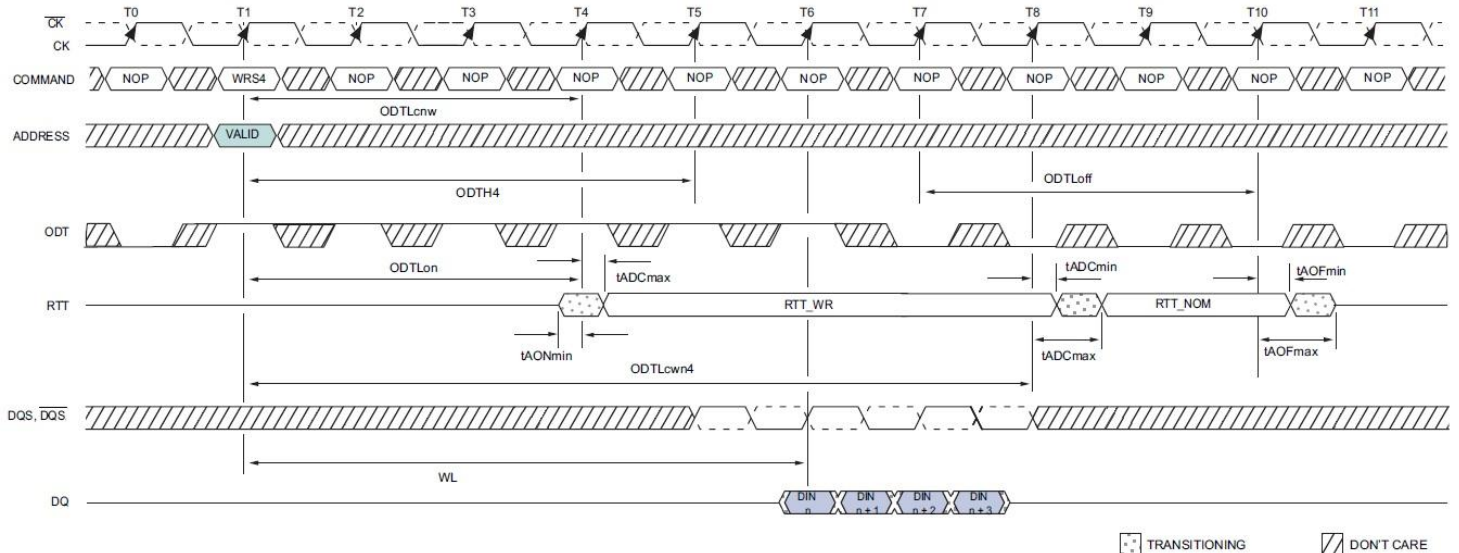 T0 T1 T2 T3 T4 T5 T6 T7 T8 T9 T10 T11
CK
CK
COMMAND NOP WRS4 NOP NOP NOP NOP NOP NOP NOP NOP NOP NOP
ODTLcnw
ADDRESS VALID
ODTH4 ODTLoff
ODT
ODTLon tADCmax tADCmin tAOFmin
RTT RTT_WR RTT_NOM
tAONmin tADCmax tAOFmax
ODTLcwn4
DQS, DQS
WL
DQ DIN DIN DIN DIN
n n + 1 n + 2 n + 3
TRANSITIONING DON'T CARE